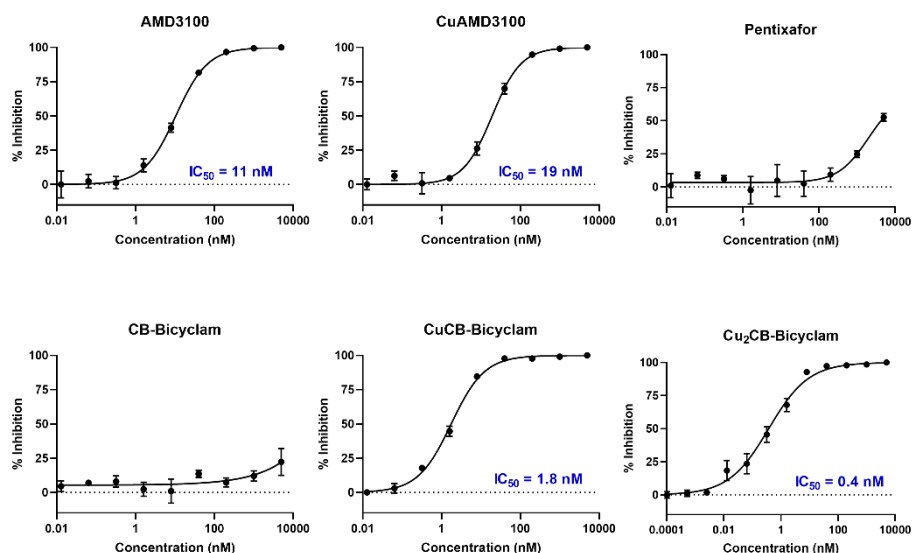 AMD3100
% Inhibition
100
75
50
25
0
IC50 = 11 nM
0.01 1 100 10000
Concentration (nM)
CuAMD3100
% Inhibition
100
75
50
25
0
IC50 = 19 nM
0.01 1 100 10000
Concentration (nM)
Pentixafor
% Inhibition
100
75
50
25
0
0.01 1 100 10000
Concentration (nM)
CB-Bicyclam
% Inhibition
100
75
50
25
0
0.01 1 100 10000
Concentration (nM)
CuCB-Bicyclam
% Inhibition
100
75
50
25
0
IC50 = 1.8 nM
0.01 1 100 10000
Concentration (nM)
Cu2CB-Bicyclam
% Inhibition
100
75
50
25
0
IC50 = 0.4 nM
0.0001 0.01 1 100 10000
Concentration (nM)